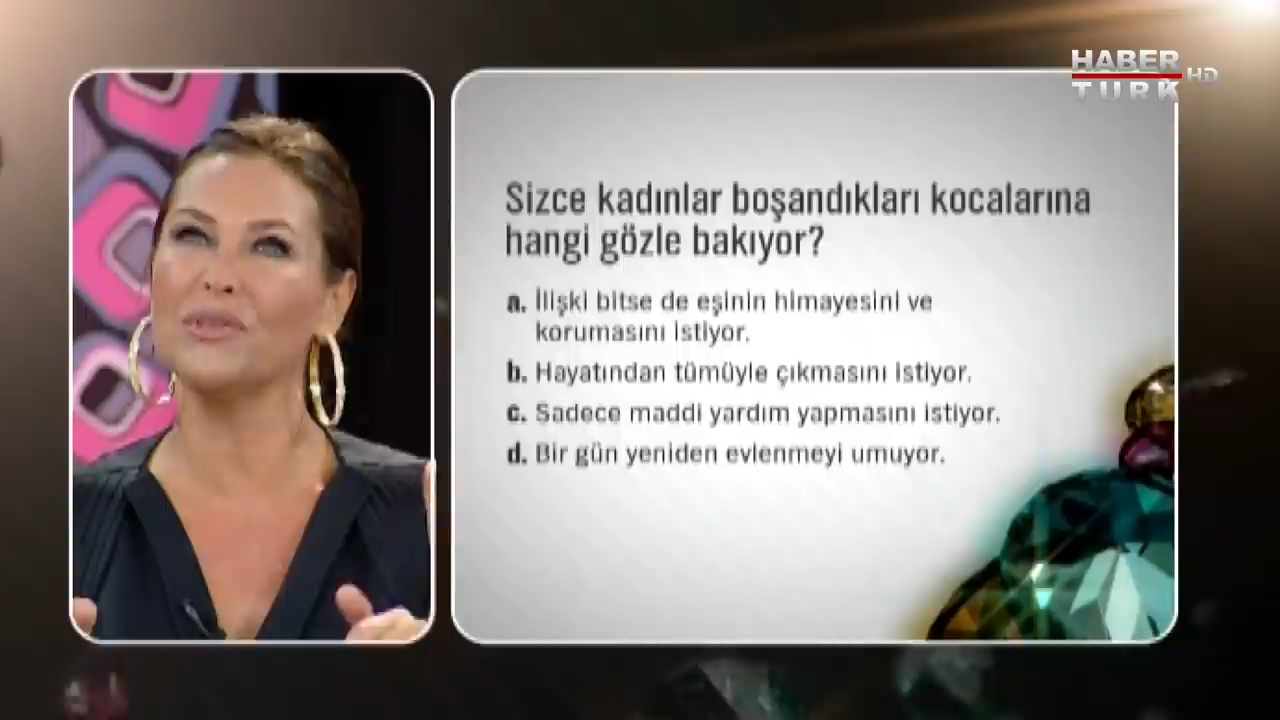 HABER
TURK HD
Sizce kadınlar boşandıkları kocalarına
hangi gözle bakıyor?
a. İlişki bitse de eşinin himayesini ve
korumasını istiyor.
b. Hayatından tümüyle çıkmasını istiyor.
c. Sadece maddi yardım yapmasını istiyor.
d. Bir gün yeniden evlenmeyi umuyor.